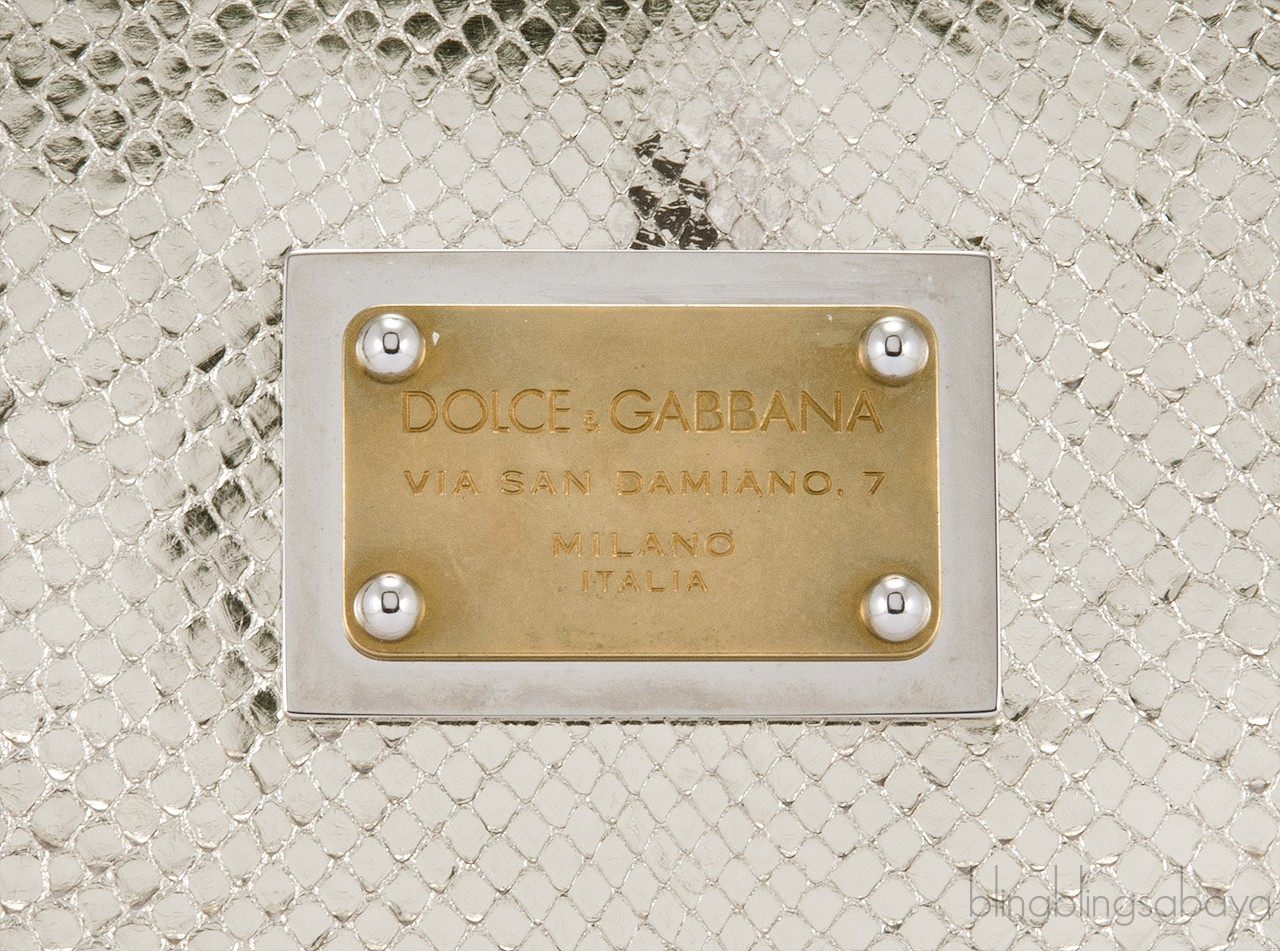 DOLCE & GABBANA
VIA SAN DAMIANO. 7
MILANO
ITALIA
blingblingsabaya